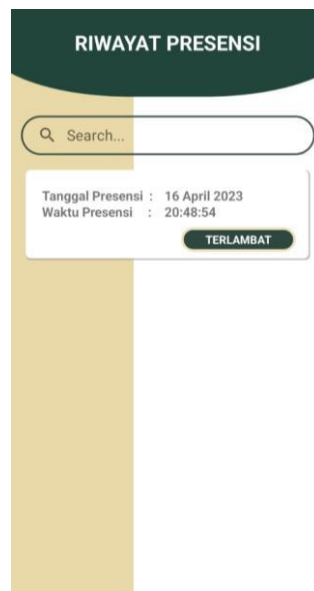 RIWAYAT PRESENSI
Search...
Tanggal Presensi : 16 April 2023
Waktu Presensi : 20:48:54
TERLAMBAT